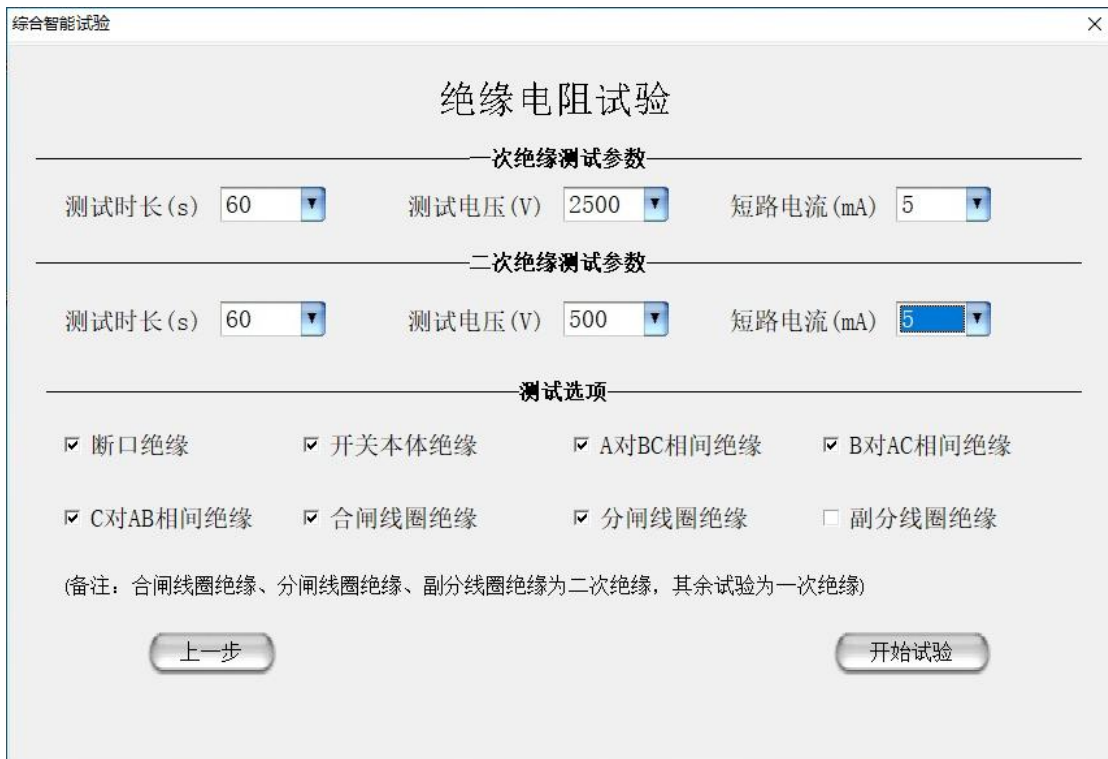 综合智能试验
绝缘电阻试验
一次绝缘测试参数
测试时长(s) 60 测试电压(V) 2500 短路电流(mA) 5
二次绝缘测试参数
测试时长(s) 60 测试电压(V) 500 短路电流(mA) 5
测试选项
断口绝缘 开关本体绝缘 A对BC相间绝缘 B对AC相间绝缘
C对AB相间绝缘 合闸线圈绝缘 分闸线圈绝缘 副分线圈绝缘
(备注：合闸线圈绝缘、分闸线圈绝缘、副分线圈绝缘为二次绝缘，其余试验为一次绝缘)
上一步 开始试验